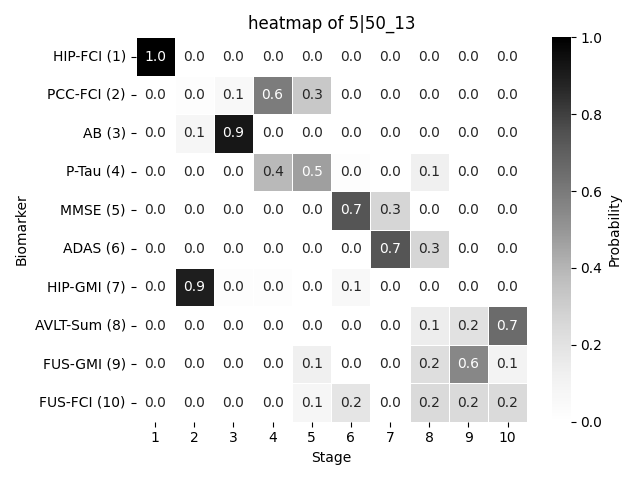 heatmap of 5|50_13
HIP-FCI (1) 1.0 0.0 0.0 0.0 0.0 0.0 0.0 0.0 0.0 0.0
PCC-FCI (2) 0.0 0.0 0.1 0.6 0.3 0.0 0.0 0.0 0.0 0.0
AB (3) 0.0 0.1 0.9 0.0 0.0 0.0 0.0 0.0 0.0 0.0
P-Tau (4) 0.0 0.0 0.0 0.4 0.5 0.0 0.0 0.1 0.0 0.0
MMSE (5) 0.0 0.0 0.0 0.0 0.0 0.7 0.3 0.0 0.0 0.0
ADAS (6) 0.0 0.0 0.0 0.0 0.0 0.0 0.7 0.3 0.0 0.0
HIP-GMI (7) 0.0 0.9 0.0 0.0 0.0 0.1 0.0 0.0 0.0 0.0
AVLT-Sum (8) 0.0 0.0 0.0 0.0 0.0 0.0 0.0 0.1 0.2 0.7
FUS-GMI (9) 0.0 0.0 0.0 0.0 0.1 0.0 0.0 0.2 0.6 0.1
FUS-FCI (10) 0.0 0.0 0.0 0.0 0.1 0.2 0.0 0.2 0.2 0.2
1 2 3 4 5 6 7 8 9 10
Stage
Biomarker
1.0
0.8
0.6
0.4
0.2
0.0
Probability